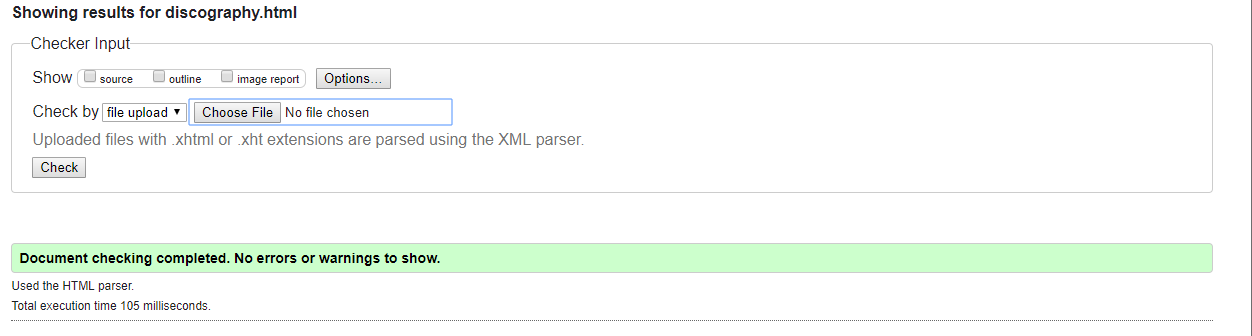 Showing results for discography.html
Checker Input
Show source outline image report Options...
Check by file upload Choose File No file chosen
Uploaded files with .xhtml or .xht extensions are parsed using the XML parser.
Check
Document checking completed. No errors or warnings to show.
Used the HTML parser.
Total execution time 105 milliseconds.